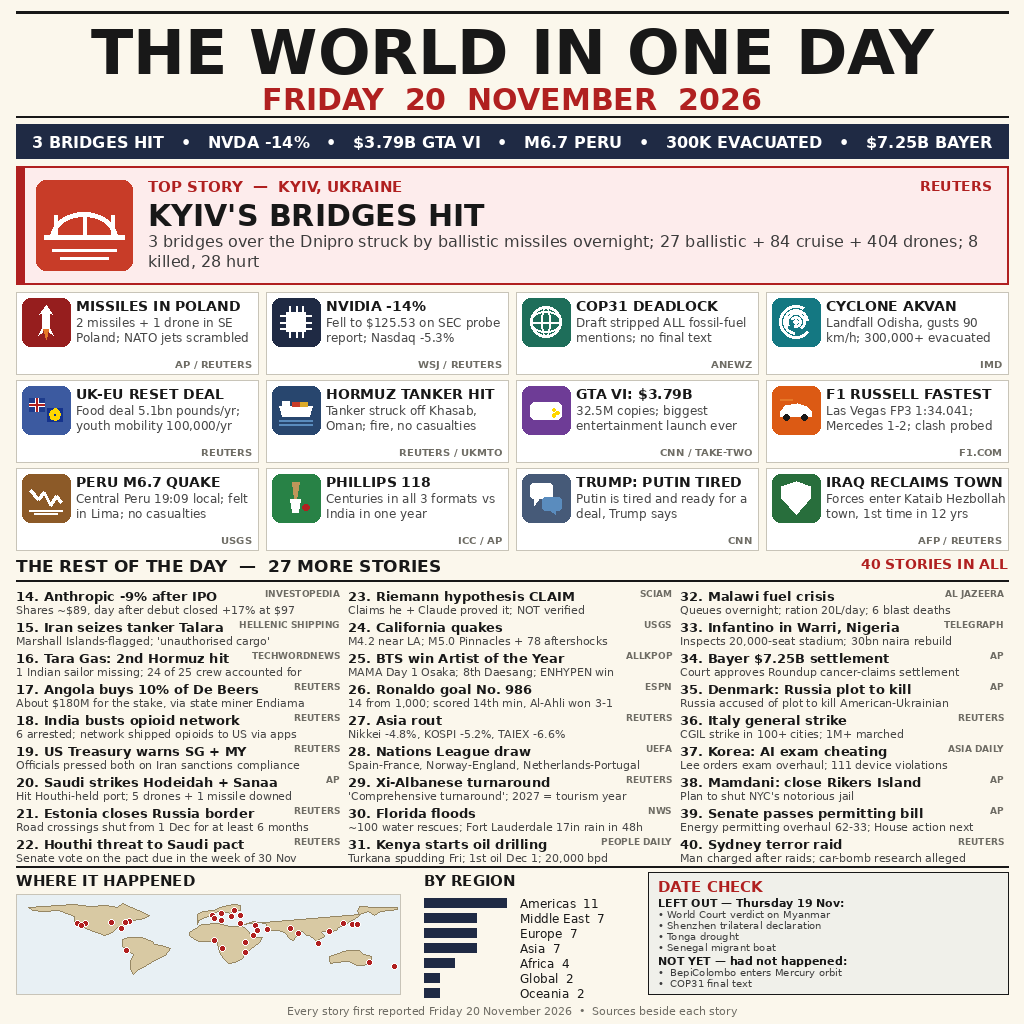 THE WORLD IN ONE DAY
FRIDAY 20 NOVEMBER 2026
3 BRIDGES HIT • NVDA -14% • $3.79B GTA VI • M6.7 PERU • 300K EVACUATED • $7.25B BAYER
TOP STORY — KYIV, UKRAINE
REUTERS
KYIV'S BRIDGES HIT
3 bridges over the Dnipro struck by ballistic missiles overnight; 27 ballistic + 84 cruise + 404 drones; 8
killed, 28 hurt
MISSILES IN POLAND
2 missiles + 1 drone in SE
Poland; NATO jets scrambled
AP / REUTERS
NVIDIA -14%
Fell to $125.53 on SEC probe
report; Nasdaq -5.3%
WSJ / REUTERS
COP31 DEADLOCK
Draft stripped ALL fossil-fuel
mentions; no final text
ANEWZ
CYCLONE AKVAN
Landfall Odisha, gusts 90
km/h; 300,000+ evacuated
IMD
UK-EU RESET DEAL
Food deal 5.1bn pounds/yr;
youth mobility 100,000/yr
REUTERS
HORMUZ TANKER HIT
Tanker struck off Khasab,
Oman; fire, no casualties
REUTERS / UKMTO
GTA VI: $3.79B
32.5M copies; biggest
entertainment launch ever
CNN / TAKE-TWO
F1 RUSSELL FASTEST
Las Vegas FP3 1:34.041;
Mercedes 1-2; clash probed
F1.COM
PERU M6.7 QUAKE
Central Peru 19:09 local; felt
in Lima; no casualties
USGS
PHILLIPS 118
Centuries in all 3 formats vs
India in one year
ICC / AP
TRUMP: PUTIN TIRED
Putin is tired and ready for a
deal, Trump says
CNN
IRAQ RECLAIMS TOWN
Forces enter Kataib Hezbollah
town, 1st time in 12 yrs
AFP / REUTERS
THE REST OF THE DAY — 27 MORE STORIES
40 STORIES IN ALL
14. Anthropic -9% after IPO
INVESTOPEDIA
Shares ~$89, day after debut closed +17% at $97
15. Iran seizes tanker Talara
HELLENIC SHIPPING
Marshall Islands-flagged; 'unauthorised cargo'
16. Tara Gas: 2nd Hormuz hit
TECHWORDNEWS
1 Indian sailor missing; 24 of 25 crew accounted for
17. Angola buys 10% of De Beers
REUTERS
About $180M for the stake, via state miner Endiama
18. India busts opioid network
REUTERS
6 arrested; network shipped opioids to US via apps
19. US Treasury warns SG + MY
REUTERS
Officials pressed both on Iran sanctions compliance
20. Saudi strikes Hodeidah + Sanaa
AP
Hit Houthi-held port; 5 drones + 1 missile downed
21. Estonia closes Russia border
REUTERS
Road crossings shut from 1 Dec for at least 6 months
22. Houthi threat to Saudi pact
REUTERS
Senate vote on the pact due in the week of 30 Nov
23. Riemann hypothesis CLAIM
SCIAM
Claims he + Claude proved it; NOT verified
24. California quakes
USGS
M4.2 near LA; M5.0 Pinnacles + 78 aftershocks
25. BTS win Artist of the Year
ALLKPOP
MAMA Day 1 Osaka; 8th Daesang; ENHYPEN win
26. Ronaldo goal No. 986
ESPN
14 from 1,000; scored 14th min, Al-Ahli won 3-1
27. Asia rout
REUTERS
Nikkei -4.8%, KOSPI -5.2%, TAIEX -6.6%
28. Nations League draw
UEFA
Spain-France, Norway-England, Netherlands-Portugal
29. Xi-Albanese turnaround
REUTERS
'Comprehensive turnaround'; 2027 = tourism year
30. Florida floods
NWS
~100 water rescues; Fort Lauderdale 17in rain in 48h
31. Kenya starts oil drilling
PEOPLE DAILY
Turkana spudding Fri; 1st oil Dec 1; 20,000 bpd
32. Malawi fuel crisis
AL JAZEERA
Queues overnight; ration 20L/day; 6 blast deaths
33. Infantino in Warri, Nigeria
TELEGRAPH
Inspects 20,000-seat stadium; 30bn naira rebuild
34. Bayer $7.25B settlement
AP
Court approves Roundup cancer-claims settlement
35. Denmark: Russia plot to kill
AP
Russia accused of plot to kill American-Ukrainian
36. Italy general strike
REUTERS
CGIL strike in 100+ cities; 1M+ marched
37. Korea: AI exam cheating
ASIA DAILY
Lee orders exam overhaul; 111 device violations
38. Mamdani: close Rikers Island
AP
Plan to shut NYC's notorious jail
39. Senate passes permitting bill
AP
Energy permitting overhaul 62-33; House action next
40. Sydney terror raid
REUTERS
Man charged after raids; car-bomb research alleged
WHERE IT HAPPENED
BY REGION
Americas 11
Middle East 7
Europe 7
Asia 7
Africa 4
Global 2
Oceania 2
DATE CHECK
LEFT OUT — Thursday 19 Nov:
• World Court verdict on Myanmar
• Shenzhen trilateral declaration
• Tonga drought
• Senegal migrant boat
NOT YET — had not happened:
• BepiColombo enters Mercury orbit
• COP31 final text
Every story first reported Friday 20 November 2026 • Sources beside each story